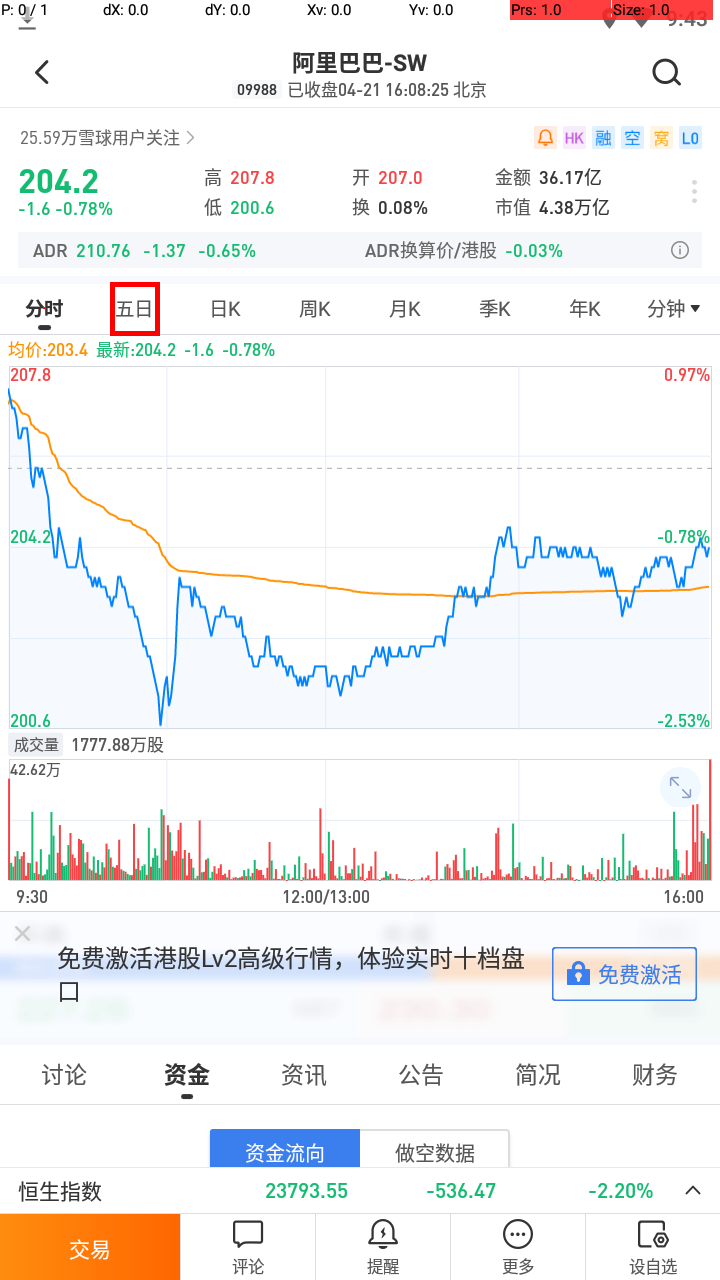 P: 0 / 1 dX: 0.0 dY: 0.0 Xv: 0.0 Yv: 0.0 Prs: 1.0 Size: 1.0
9:43
阿里巴巴-SW
09988 已收盘04-21 16:08:25 北京
25.59万雪球用户关注 HK 融 空 窝 L0
204.2 高 207.8 开 207.0 金额 36.17亿
-1.6 -0.78% 低 200.6 换 0.08% 市值 4.38万亿
ADR 210.76 -1.37 -0.65% ADR换算价/港股 -0.03%
分时 五日 日K 周K 月K 季K 年K 分钟
均价:203.4 最新:204.2 -1.6 -0.78%
207.8 0.97%
204.2 -0.78%
200.6 -2.53%
成交量 1777.88万股
42.62万
9:30 12:00/13:00 16:00
免费激活港股Lv2高级行情，体验实时十档盘
口
免费激活
讨论 资金 资讯 公告 简况 财务
资金流向 做空数据
恒生指数 23793.55 -536.47 -2.20%
交易 评论 提醒 更多 设自选